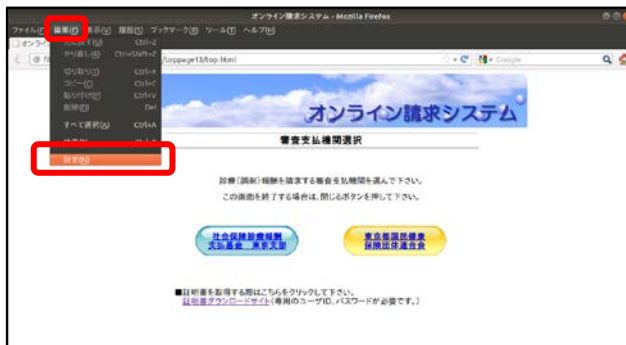 オンライン請求システム - Mozilla Firefox
ファイル(F) 編集(E) 表示(V) 履歴(S) ブックマーク(B) ツール(T) ヘルプ(H)
Ctrl+Z
やり直し(R) Ctrl+Shift+Z
切り取り(T) Ctrl+X
コピー(C) Ctrl+C
貼り付け(P) Ctrl+V
削除(D) Del
すべて選択(A) Ctrl+A
設定(N)
/toppage13/top.html
Google
オンライン請求システム
審査支払機関選択
診療(調剤)報酬を請求する審査支払機関を選んで下さい。
この画面を終了する場合は、閉じるボタンを押して下さい。
社会保険診療報酬
支払基金 東京支部
東京都国民健康
保険団体連合会
■証明書を取得する際はこちらをクリックして下さい。
証明書ダウンロードサイト(専用のユーザID、パスワードが必要です。)